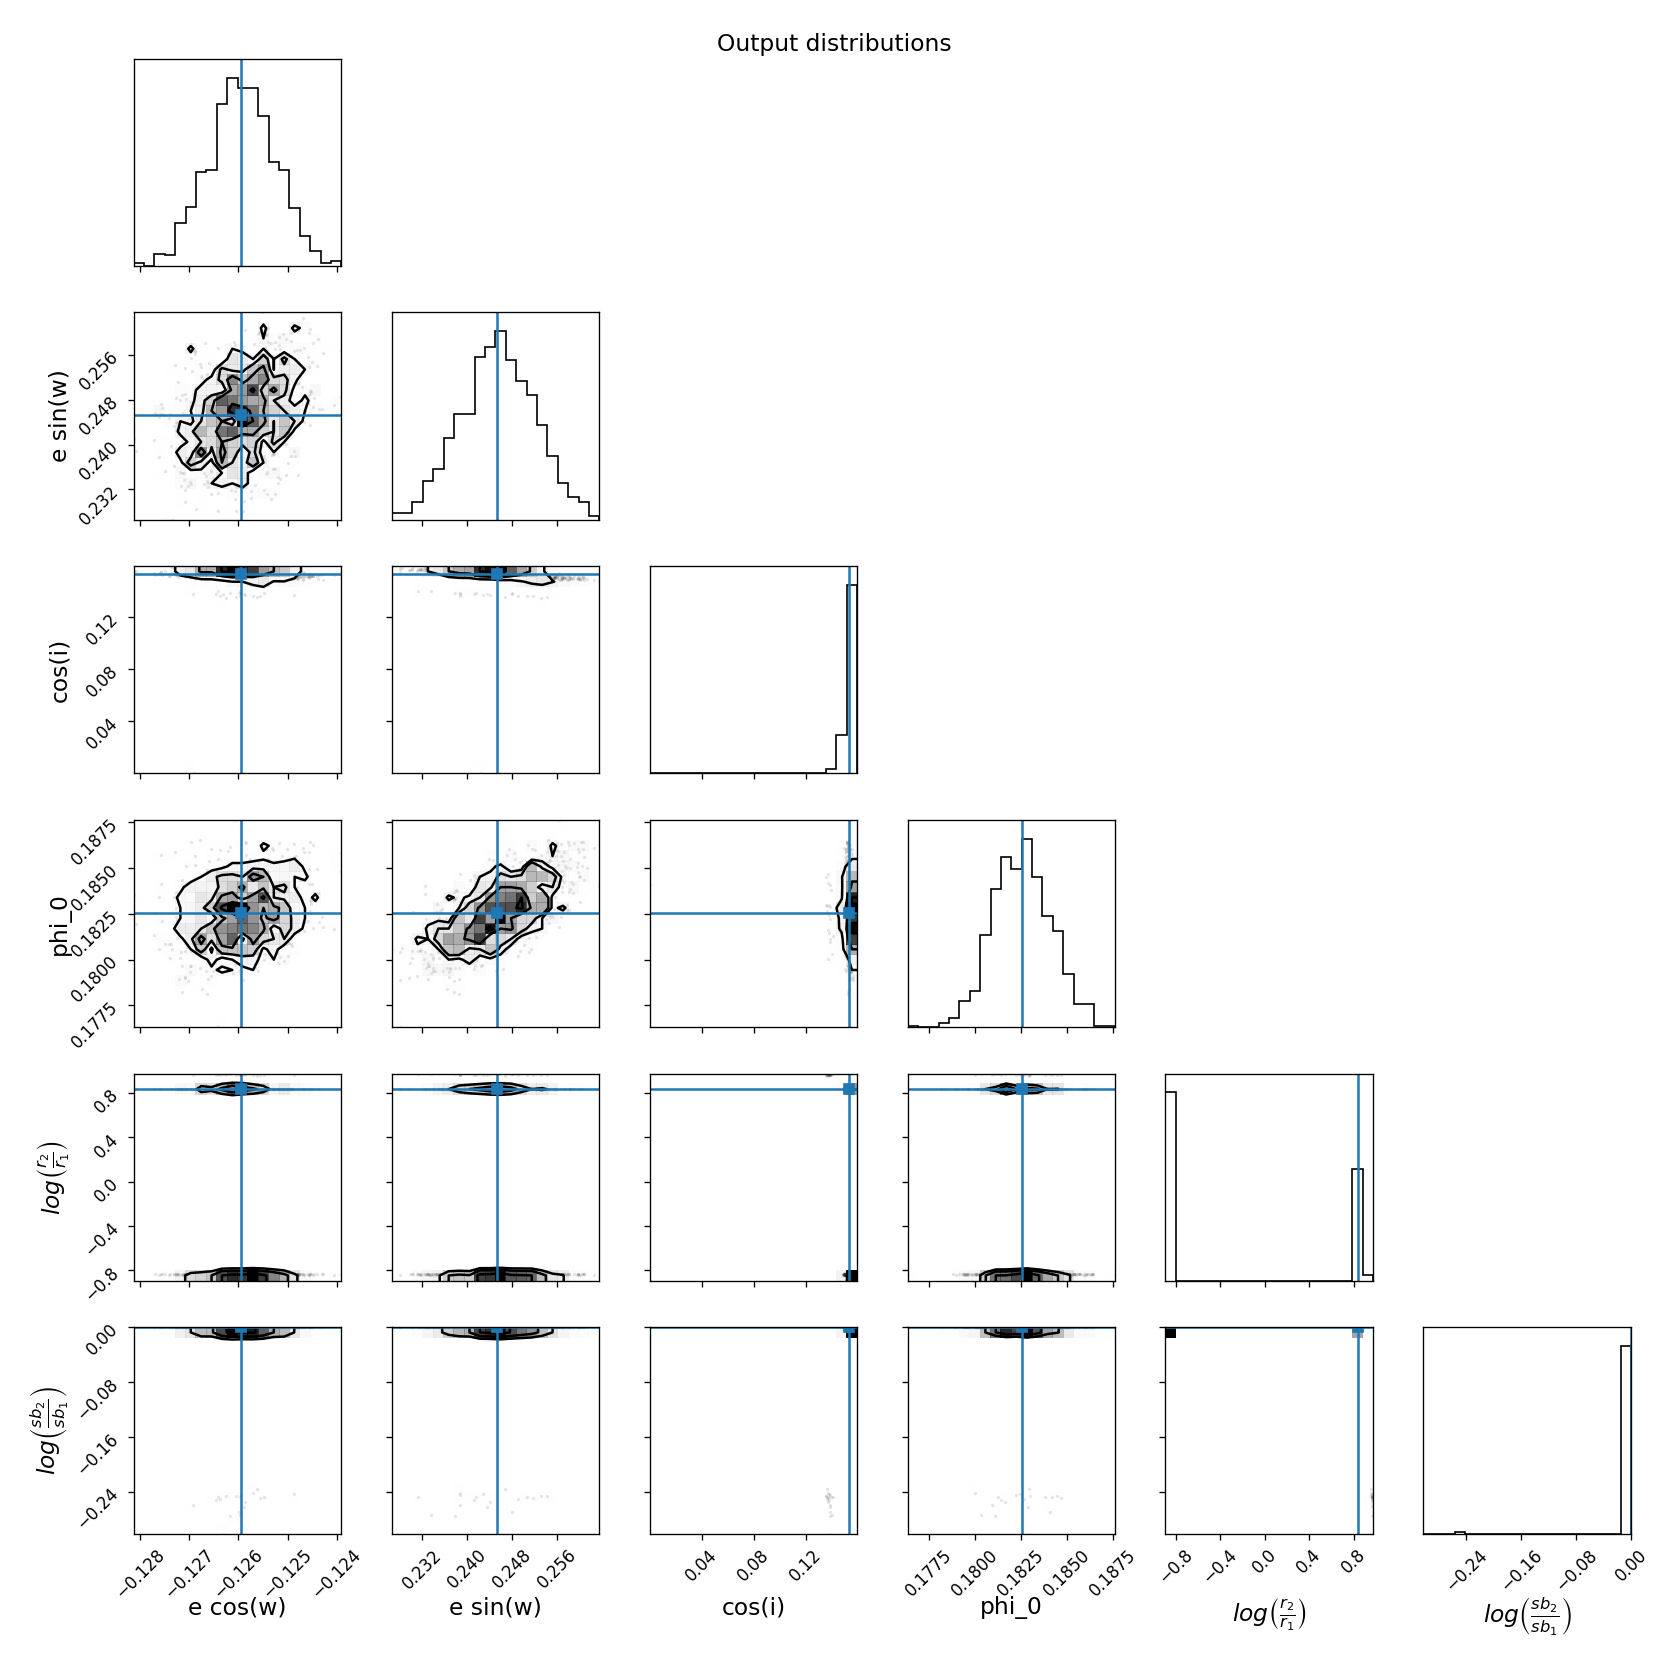 Output distributions
e sin(w)
0.256
0.248
0.240
0.232
cos(i)
0.12
0.08
0.04
phi_0
0.1875
0.1850
0.1825
0.1800
0.1775
log(r₂/r₁)
0.8
0.4
0.0
−0.4
−0.8
log(sb₂/sb₁)
0.00
−0.08
−0.16
−0.24
−0.128 −0.127 −0.126 −0.125 −0.124
0.232 0.240 0.248 0.256
0.04 0.08 0.12
0.1775 0.1800 0.1825 0.1850 0.1875
−0.8 −0.4 0.0 0.4 0.8
−0.24 −0.16 −0.08 0.00
e cos(w) e sin(w) cos(i) phi_0 log(r₂/r₁) log(sb₂/sb₁)